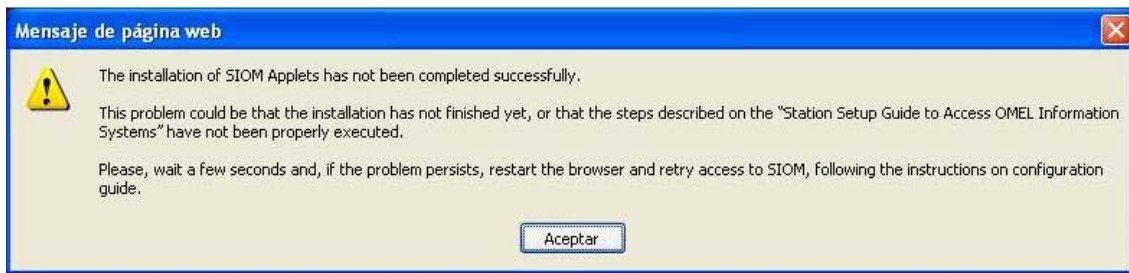 Mensaje de página web
The installation of SIOM Applets has not been completed successfully.
This problem could be that the installation has not finished yet, or that the steps described on the "Station Setup Guide to Access OMEL Information
Systems" have not been properly executed.
Please, wait a few seconds and, if the problem persists, restart the browser and retry access to SIOM, following the instructions on configuration
guide.
Aceptar